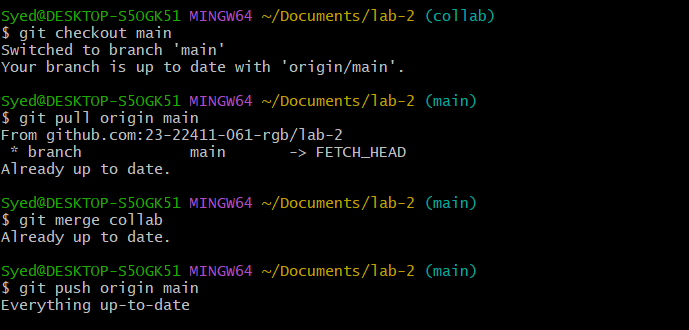 Syed@DESKTOP-S5OGK51 MINGW64 ~/Documents/lab-2 (collab)
$ git checkout main
Switched to branch 'main'
Your branch is up to date with 'origin/main'.
Syed@DESKTOP-S5OGK51 MINGW64 ~/Documents/lab-2 (main)
$ git pull origin main
From github.com:23-22411-061-rgb/lab-2
 * branch            main       -> FETCH_HEAD
Already up to date.
Syed@DESKTOP-S5OGK51 MINGW64 ~/Documents/lab-2 (main)
$ git merge collab
Already up to date.
Syed@DESKTOP-S5OGK51 MINGW64 ~/Documents/lab-2 (main)
$ git push origin main
Everything up-to-date